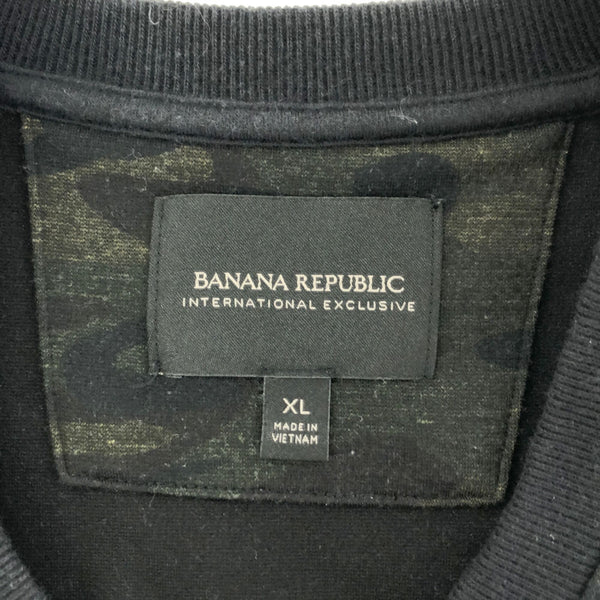 BANANA REPUBLIC
INTERNATIONAL EXCLUSIVE
XL
MADE IN
VIETNAM